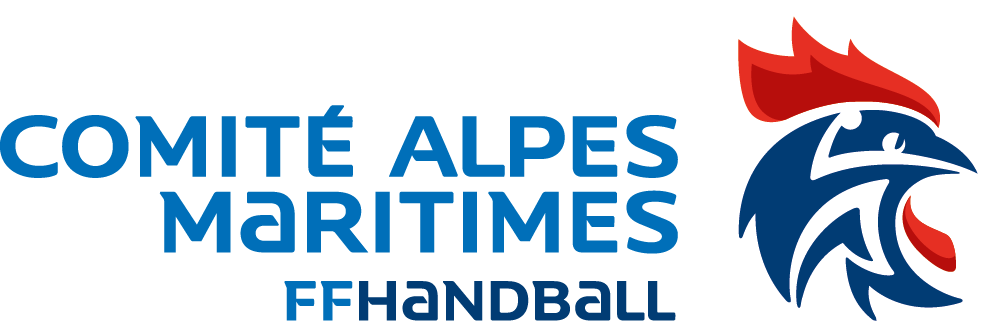 COMITÉ ALPES
MaRITIMES
FFHaNDBaLL